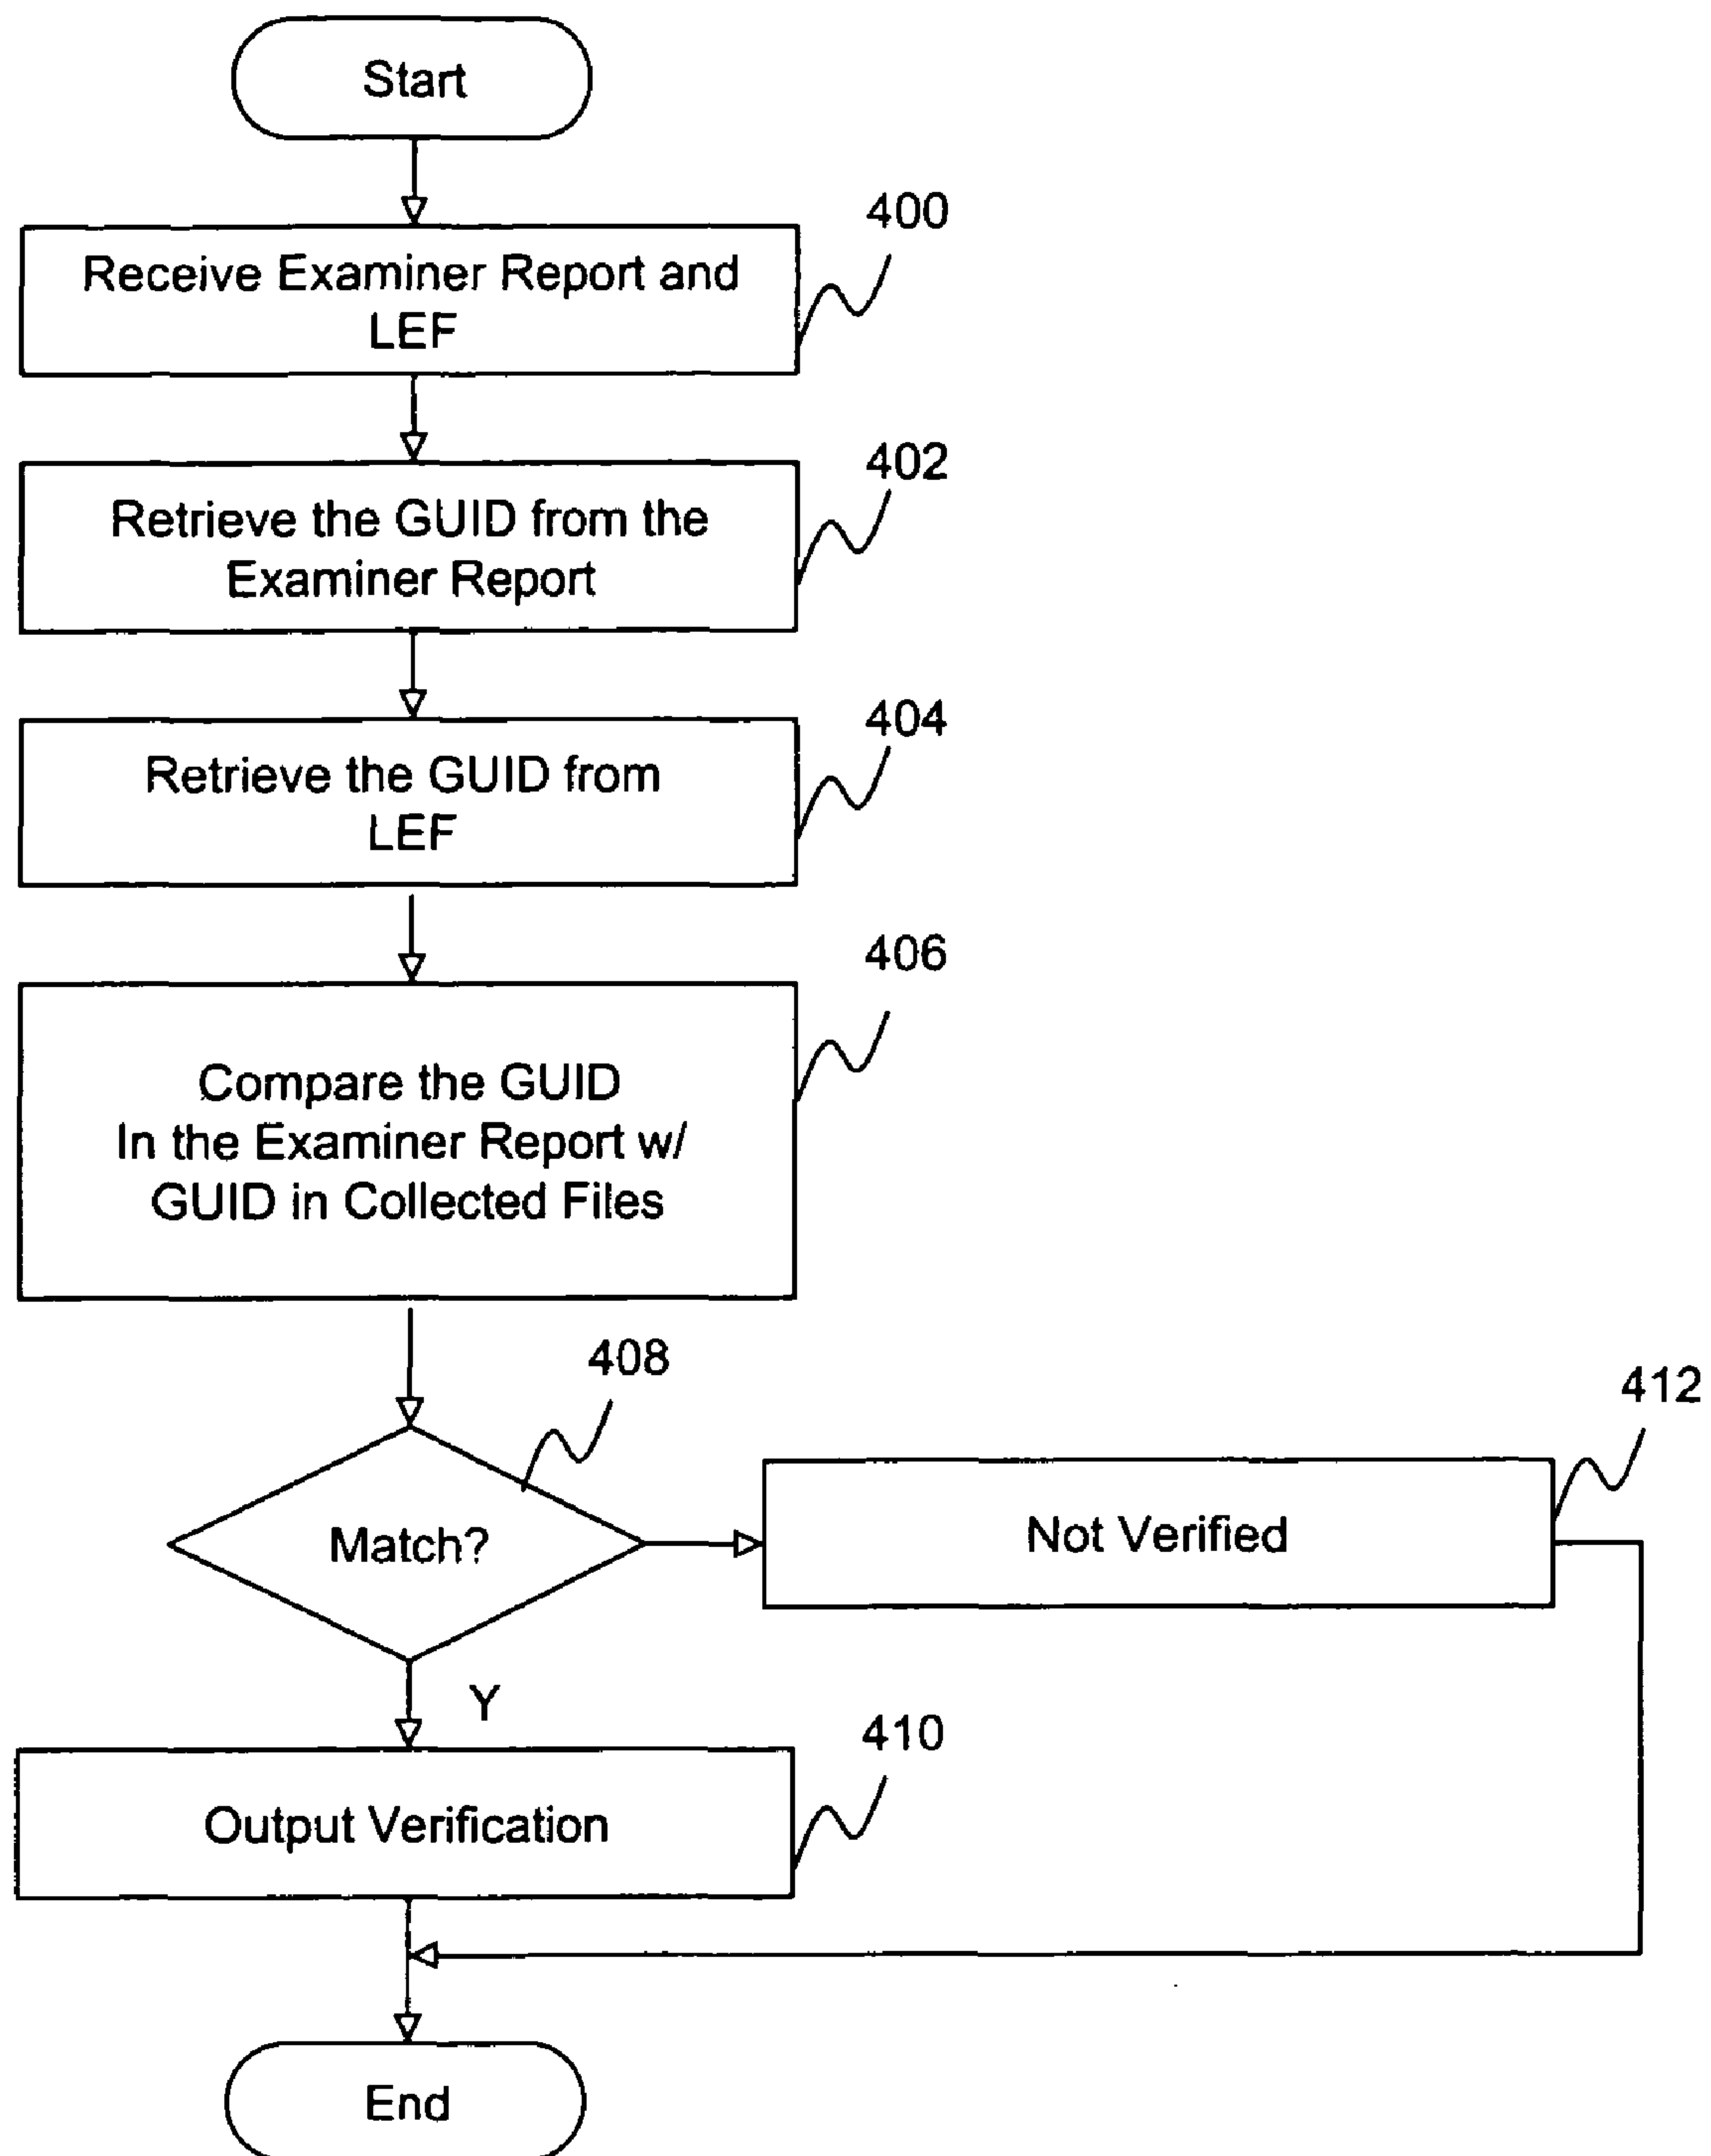 Start
400
Receive Examiner Report and
LEF
402
Retrieve the GUID from the
Examiner Report
404
Retrieve the GUID from
LEF
406
Compare the GUID
In the Examiner Report w/
GUID in Collected Files
408
412
Match?
Not Verified
Y
410
Output Verification
End